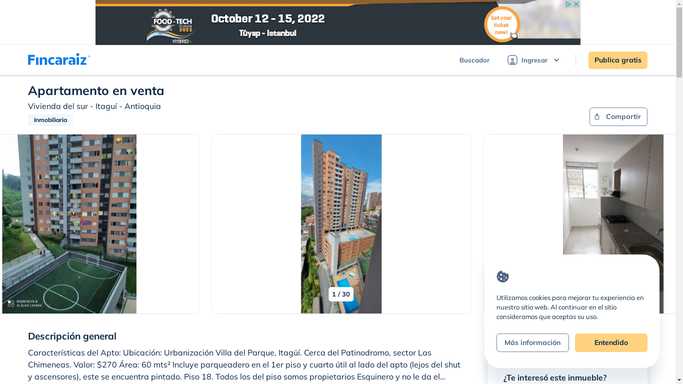 FOOD-TECH
EURASIA
HYBRID
October 12 - 15, 2022
Tüyap - Istanbul
Get your
ticket
now!
Fincaraiz
Buscador
Ingresar
Publica gratis
Apartamento en venta
Vivienda del sur - Itaguí - Antioquia
Inmobiliaria
Compartir
1 / 30
Descripción general
Características del Apto: Ubicación: Urbanización Villa del Parque, Itagüí. Cerca del Patinodromo, sector Las
Chimeneas. Valor: $270 Área: 60 mts² Incluye parqueadero en el 1er piso y cuarto útil al lado del apto (lejos del shut
y ascensores), este se encuentra pintado. Piso 18. Todos los del piso somos propietarios Esquinero y no le da el...
Utilizamos cookies para mejorar tu experiencia en
nuestro sitio web. Al continuar en el sitio
consideramos que aceptas su uso.
Más información
Entendido
¿Te interesó este inmueble?